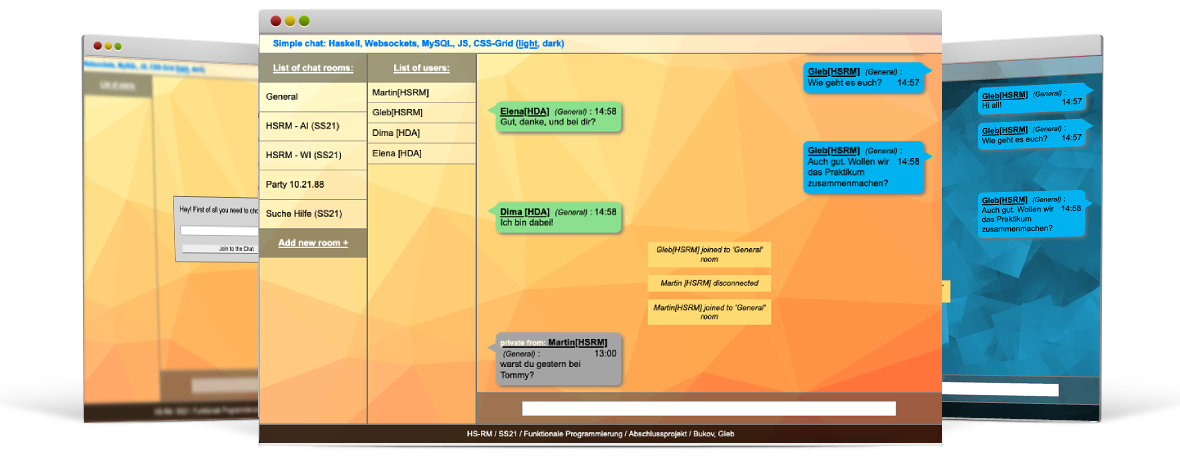 Simple chat: Haskell, Websockets, MySQL, JS, CSS-Grid (light, dark)
List of chat rooms:
General
HSRM - AI (SS21)
HSRM - WI (SS21)
Party 10.21.88
Suche Hilfe (SS21)
Add new room +
List of users:
Martin[HSRM]
Gleb[HSRM]
Dima [HDA]
Elena [HDA]
Gleb[HSRM] (General) :
Wie geht es euch? 14:57
Elena[HDA] (General) : 14:58
Gut, danke, und bei dir?
Gleb[HSRM] (General) :
Auch gut. Wollen wir 14:58
das Praktikum
zusammenmachen?
Dima [HDA] (General) : 14:58
Ich bin dabei!
Gleb[HSRM] joined to 'General'
room
Martin [HSRM] disconnected
Martin[HSRM] joined to 'General'
room
private from: Martin[HSRM]
(General) : 13:00
warst du gestern bei
Tommy?
HS-RM / SS21 / Funktionale Programmierung / Abschlussprojekt / Bukov, Gleb
List of users
Hey! First of all you need to
Join to the Chat
HS-RM / SS21 / Funktionale Programmierung
Gleb[HSRM] (General) :
Hi all! 14:57
Gleb[HSRM] (General) :
Wie geht es euch? 14:57
Gleb[HSRM] (General) :
Auch gut. Wollen wir 14:58
das Praktikum
zusammenmachen?